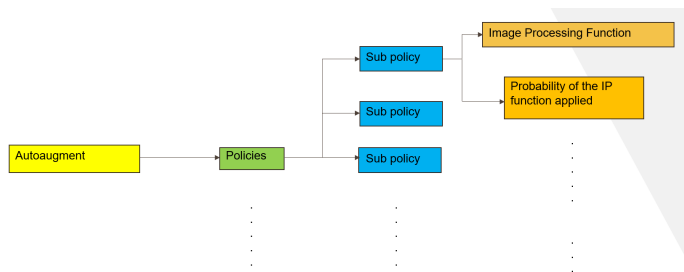 Image Processing Function
Sub policy
Probability of the IP
function applied
Sub policy
Autoaugment
Policies
Sub policy